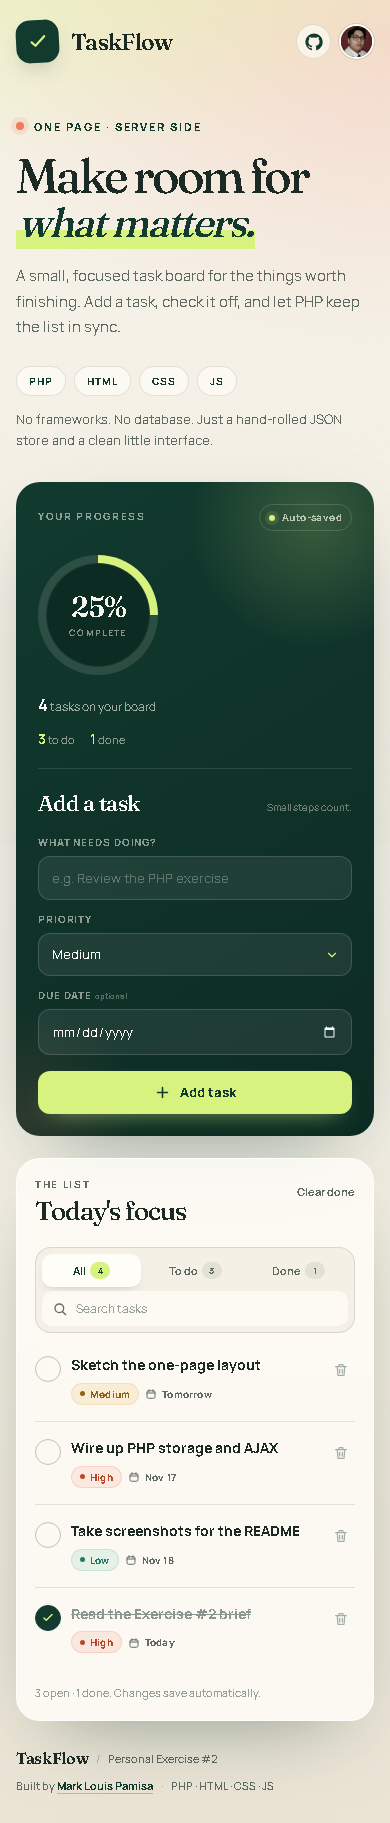 TaskFlow
ONE PAGE · SERVER SIDE
Make room for
what matters.
A small, focused task board for the things worth
finishing. Add a task, check it off, and let PHP keep
the list in sync.
PHP HTML CSS JS
No frameworks. No database. Just a hand-rolled JSON
store and a clean little interface.
YOUR PROGRESS Auto-saved
25%
COMPLETE
4 tasks on your board
3 to do 1 done
Add a task Small steps count.
WHAT NEEDS DOING?
e.g. Review the PHP exercise
PRIORITY
Medium
DUE DATE optional
mm/dd/yyyy
+ Add task
THE LIST
Today's focus Clear done
All 4 To do 3 Done 1
Search tasks
Sketch the one-page layout
Medium Tomorrow
Wire up PHP storage and AJAX
High Nov 17
Take screenshots for the README
Low Nov 18
Read the Exercise #2 brief
High Today
3 open · 1 done. Changes save automatically.
TaskFlow / Personal Exercise #2
Built by Mark Louis Pamisa · PHP · HTML · CSS · JS